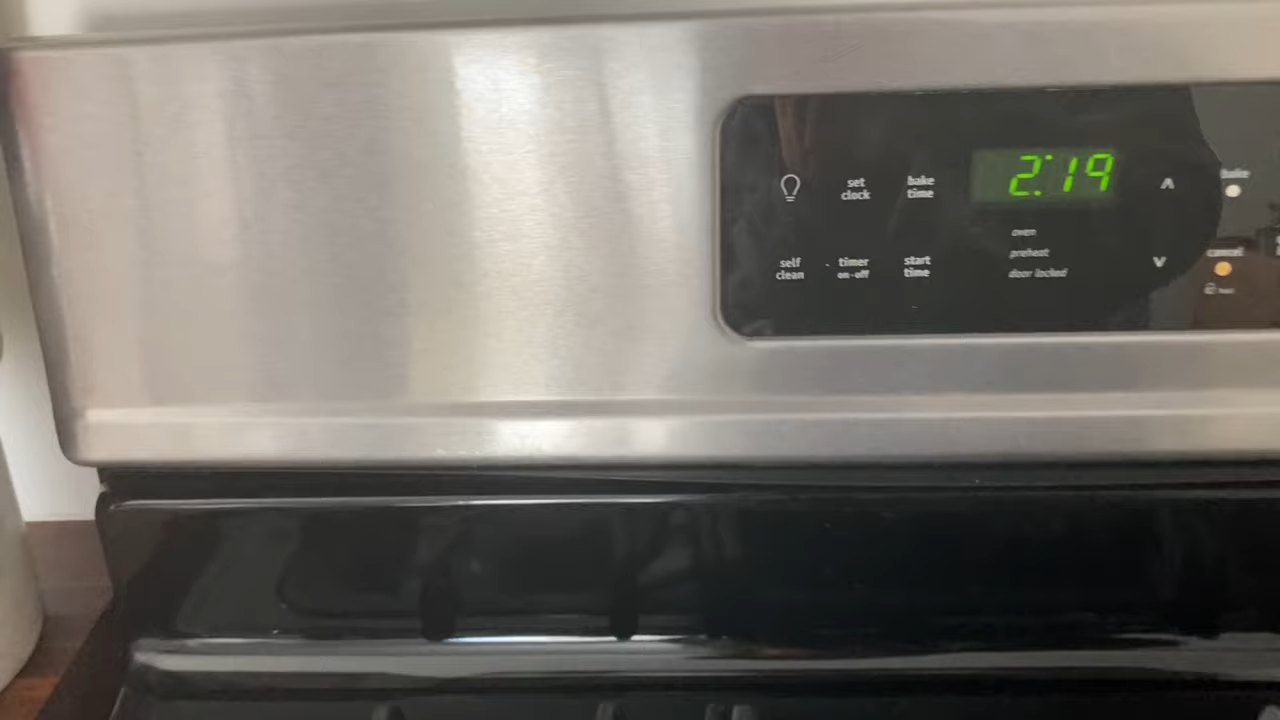 2:19
set
clock
bake
time
bake
oven
preheat
door locked
self
clean
timer
on-off
start
time
cancel